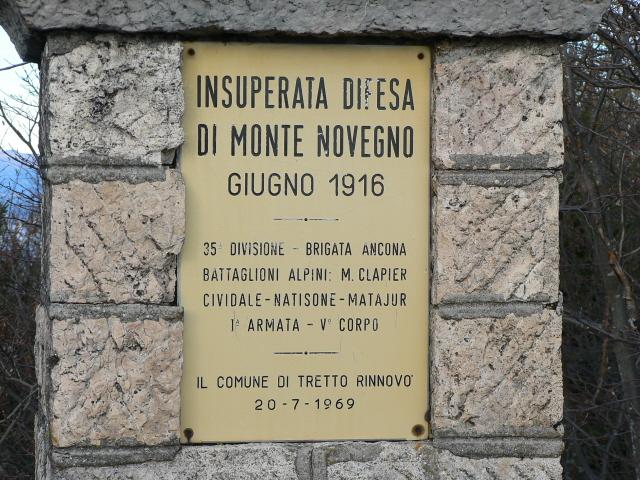 INSUPERATA DIFESA
DI MONTE NOVEGNO
GIUGNO 1916
35ª DIVISIONE - BRIGATA ANCONA
BATTAGLIONI ALPINI: M. CLAPIER
CIVIDALE-NATISONE-MATAJUR
1ª ARMATA - Vº CORPO
IL COMUNE DI TRETTO RINNOVO'
20-7-1969